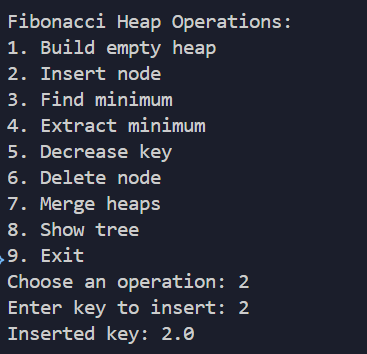 Fibonacci Heap Operations:
1. Build empty heap
2. Insert node
3. Find minimum
4. Extract minimum
5. Decrease key
6. Delete node
7. Merge heaps
8. Show tree
9. Exit
Choose an operation: 2
Enter key to insert: 2
Inserted key: 2.0